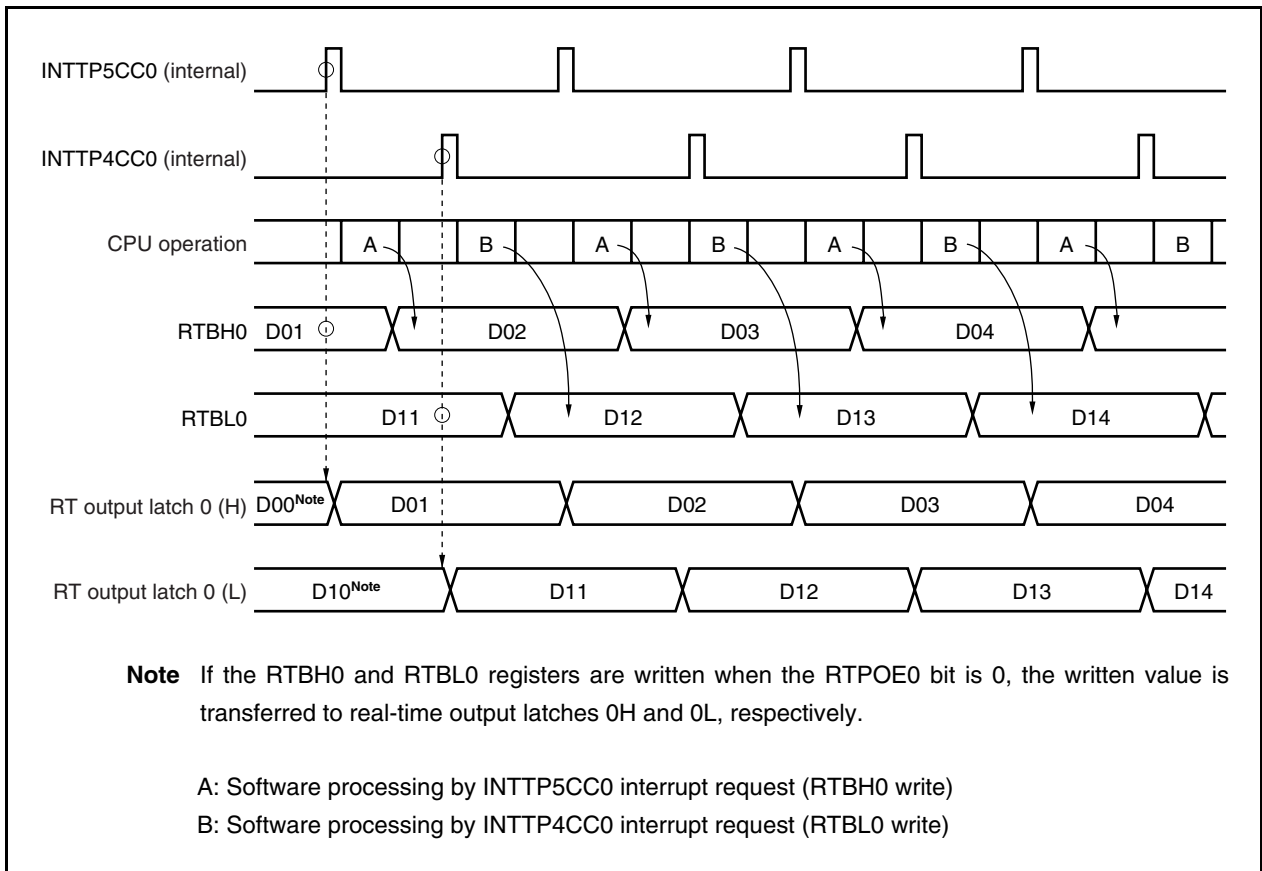 INTTP5CC0 (internal)
INTTP4CC0 (internal)
CPU operation A B A B A B A B
RTBH0 D01 D02 D03 D04
RTBL0 D11 D12 D13 D14
RT output latch 0 (H) D00Note D01 D02 D03 D04
RT output latch 0 (L) D10Note D11 D12 D13 D14
Note If the RTBH0 and RTBL0 registers are written when the RTPOE0 bit is 0, the written value is
transferred to real-time output latches 0H and 0L, respectively.
A: Software processing by INTTP5CC0 interrupt request (RTBH0 write)
B: Software processing by INTTP4CC0 interrupt request (RTBL0 write)